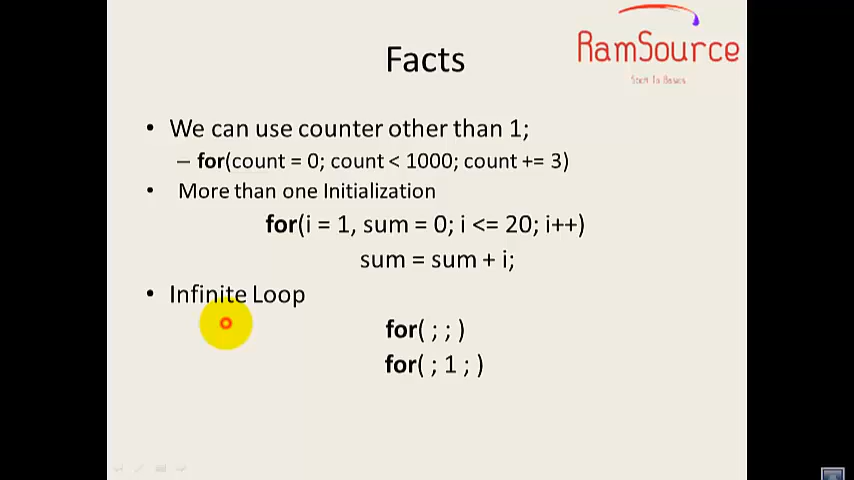 RamSource
Start To Bases
Facts
• We can use counter other than 1;
– for(count = 0; count < 1000; count += 3)
• More than one Initialization
for(i = 1, sum = 0; i <= 20; i++)
sum = sum + i;
• Infinite Loop
for( ; ; )
for( ; 1 ; )